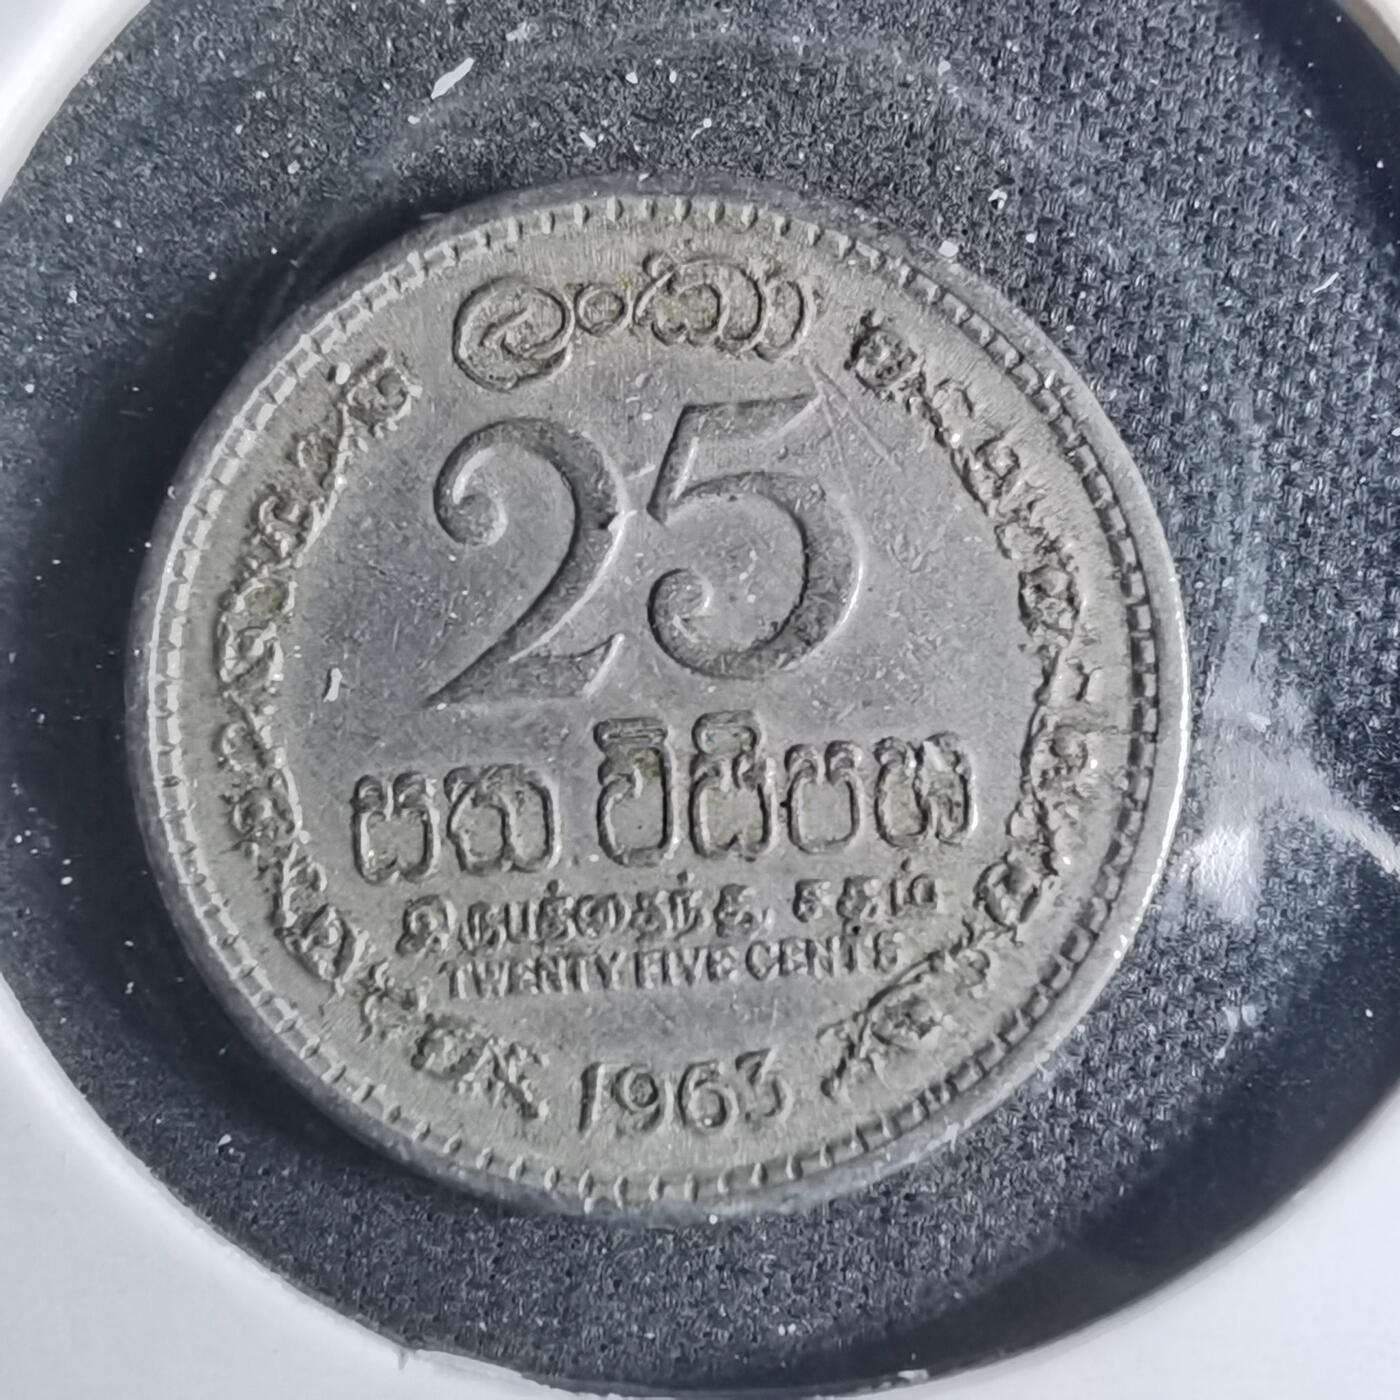 ලංකා
25
සත විසිපහ
இருபத்தைந்து சதம்
TWENTY FIVE CENTS
1963